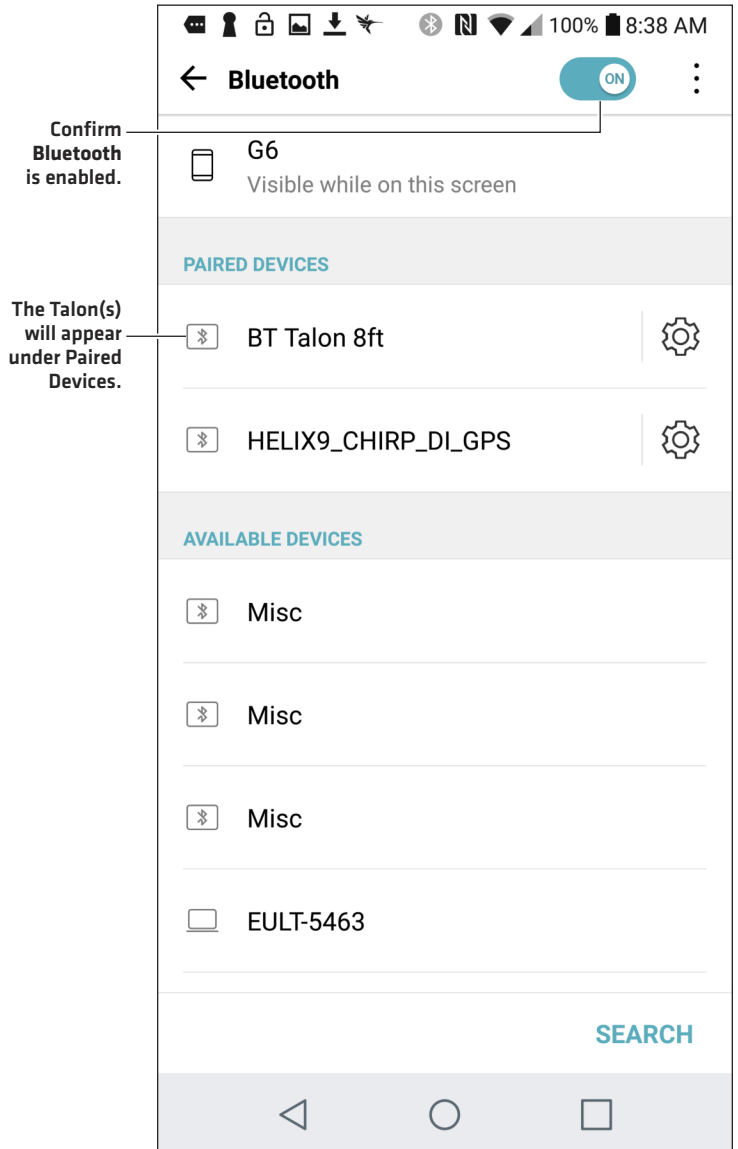 100% 8:38 AM
Bluetooth
ON
Confirm
Bluetooth
is enabled.
G6
Visible while on this screen
PAIRED DEVICES
The Talon(s)
will appear
under Paired
Devices.
BT Talon 8ft
HELIX9_CHIRP_DI_GPS
AVAILABLE DEVICES
Misc
Misc
Misc
EULT-5463
SEARCH